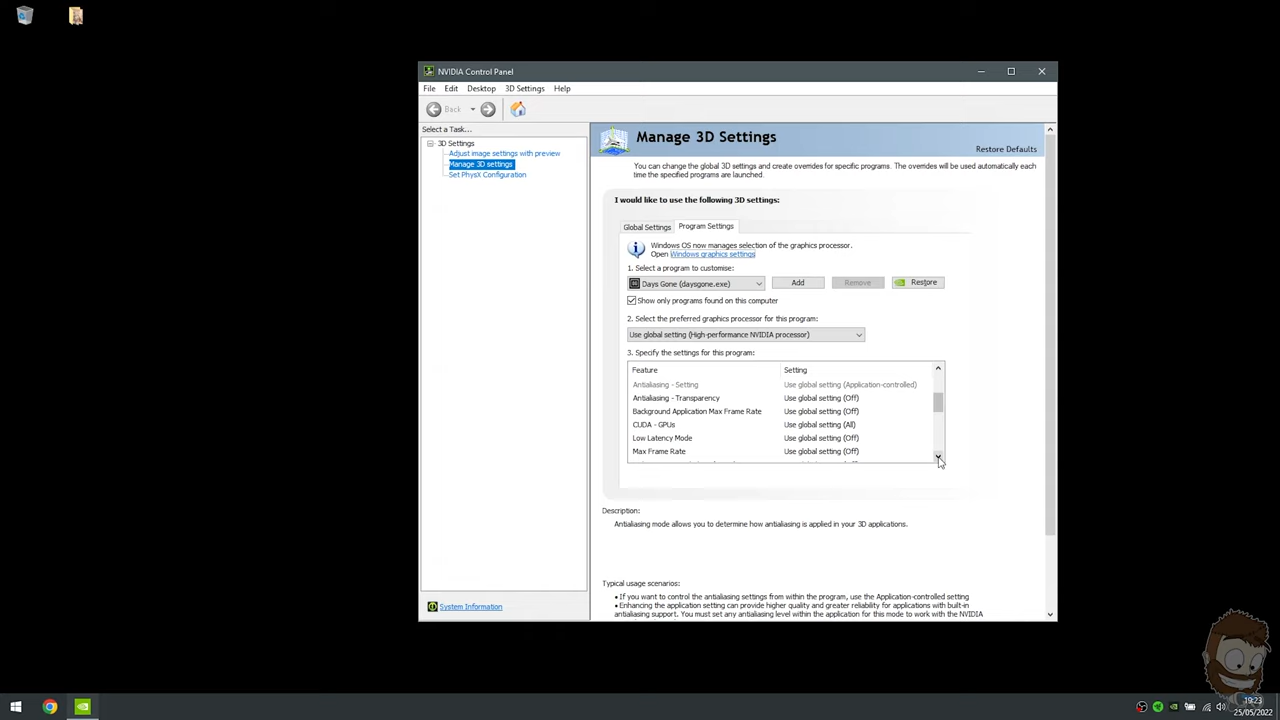 NVIDIA Control Panel
File Edit Desktop 3D Settings Help
Back
Select a Task...
3D Settings
Adjust image settings with preview
Manage 3D settings
Set PhysX Configuration
System Information
Manage 3D Settings
Restore Defaults
You can change the global 3D settings and create overrides for specific programs. The overrides will be used automatically each
time the specified programs are launched.
I would like to use the following 3D settings:
Global Settings Program Settings
Windows OS now manages selection of the graphics processor.
Open Windows graphics settings
1. Select a program to customise:
Days Gone (daysgone.exe) Add Remove Restore
Show only programs found on this computer
2. Select the preferred graphics processor for this program:
Use global setting (High-performance NVIDIA processor)
3. Specify the settings for this program:
Feature Setting
Antialiasing - Setting Use global setting (Application-controlled)
Antialiasing - Transparency Use global setting (Off)
Background Application Max Frame Rate Use global setting (Off)
CUDA - GPUs Use global setting (All)
Low Latency Mode Use global setting (Off)
Max Frame Rate Use global setting (Off)
Description:
Antialiasing mode allows you to determine how antialiasing is applied in your 3D applications.
Typical usage scenarios:
• If you want to control the antialiasing settings from within the program, use the Application-controlled setting
• Enhancing the application setting can provide higher quality and greater reliability for applications with built-in
antialiasing support. You must set any antialiasing level within the application for this mode to work with the NVIDIA
19:23
25/05/2022